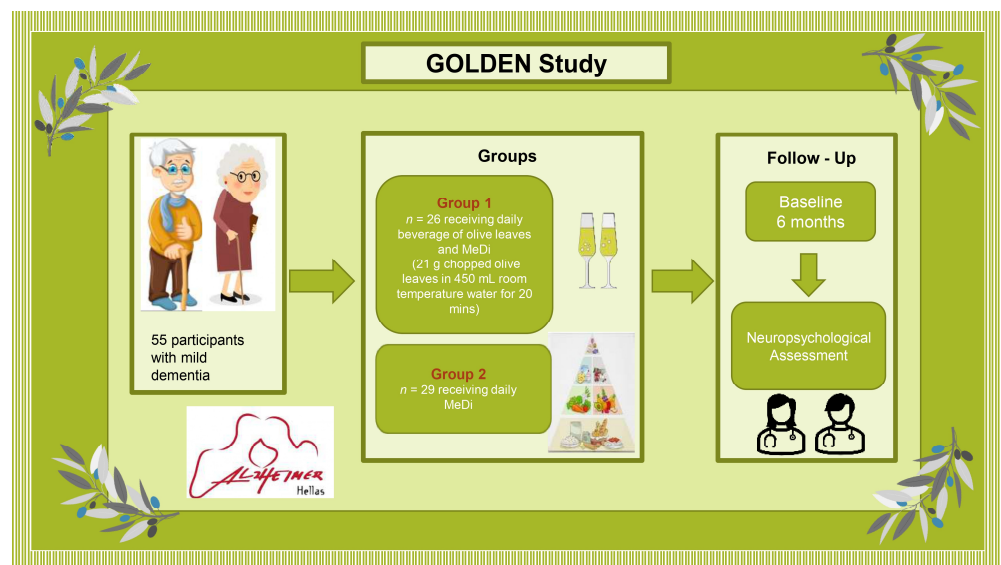 GOLDEN Study
55 participants
with mild
dementia
ALZHEIMER
Hellas
Groups
Group 1
n = 26 receiving daily
beverage of olive leaves
and MeDi
(21 g chopped olive
leaves in 450 mL room
temperature water for 20
mins)
Group 2
n = 29 receiving daily
MeDi
Follow - Up
Baseline
6 months
Neuropsychological
Assessment